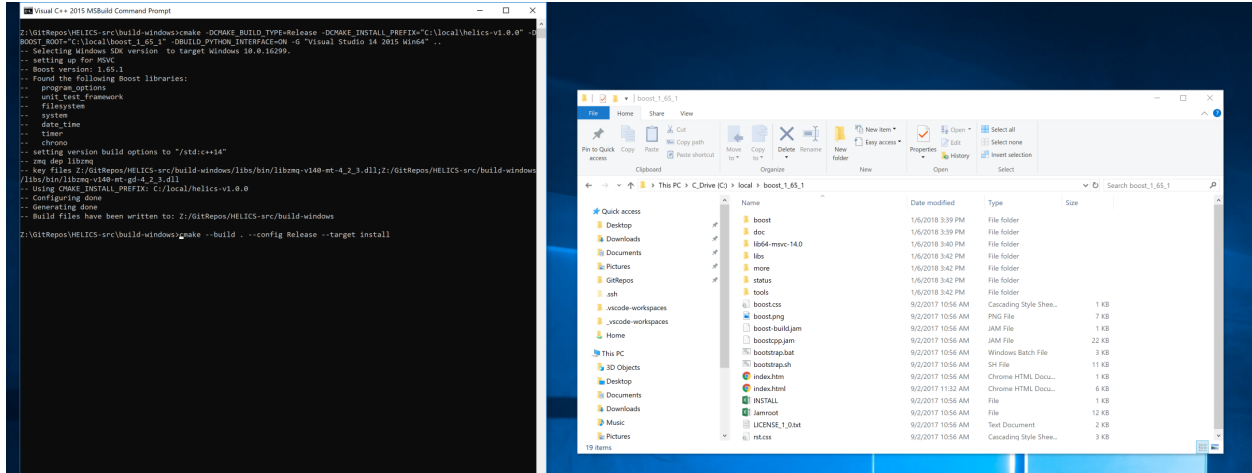 Visual C++ 2015 MSBuild Command Prompt
Z:\GitRepos\HELICS\build-windows>cmake -DCMAKE_BUILD_TYPE=Release -DCMAKE_INSTALL_PREFIX="C:\local\helics-v1.0.0" -D
BOOST_ROOT="C:\local\boost_1_65_1" -DBUILD_PYTHON_INTERFACE=ON -G "Visual Studio 14 2015 Win64" ..
-- Selecting Windows SDK version  to target Windows 10.0.16299.
-- setting up for MSVC
-- Boost version: 1.65.1
-- Found the following Boost libraries:
--   program_options
--   unit_test_framework
--   filesystem
--   system
--   date_time
--   timer
--   chrono
-- setting version build options to "/std:c++14"
-- zmq dep libzmq
-- key files Z:/GitRepos/HELICS-src/build-windows/libs/bin/libzmq-v140-mt-4_2_3.dll;Z:/GitRepos/HELICS-src/build-windows
/libs/bin/libzmq-v140-mt-gd-4_2_3.dll
-- Using CMAKE_INSTALL_PREFIX: C:/local/helics-v1.0.0
-- Configuring done
-- Generating done
-- Build files have been written to: Z:/GitRepos/HELICS-src/build-windows
Z:\GitRepos\HELICS-src\build-windows>cmake --build . --config Release --target install
boost_1_65_1
File Home Share View
Pin to Quick access
Copy
Paste
Cut
Copy path
Paste shortcut
Move to
Copy to
Delete
Rename
New folder
New item
Easy access
Properties
Open
Edit
History
Select all
Select none
Invert selection
Clipboard Organize New Open Select
This PC > C_Drive (C:) > local > boost_1_65_1
Search boost_1_65_1
Quick access
Desktop
Downloads
Documents
Pictures
GitRepos
.ssh
.vscode-workspaces
_vscode-workspaces
Home
This PC
3D Objects
Desktop
Documents
Downloads
Music
Pictures
Name Date modified Type Size
boost 1/6/2018 3:39 PM File folder
doc 1/6/2018 3:39 PM File folder
lib64-msvc-14.0 1/6/2018 3:40 PM File folder
libs 1/6/2018 3:42 PM File folder
more 1/6/2018 3:42 PM File folder
status 1/6/2018 3:42 PM File folder
tools 1/6/2018 3:42 PM File folder
boost.css 9/2/2017 10:56 AM Cascading Style Shee... 1 KB
boost.png 9/2/2017 10:56 AM PNG File 7 KB
boost-build.jam 9/2/2017 10:56 AM JAM File 1 KB
boostcpp.jam 9/2/2017 10:56 AM JAM File 22 KB
bootstrap.bat 9/2/2017 10:56 AM Windows Batch File 3 KB
bootstrap.sh 9/2/2017 10:56 AM SH File 11 KB
index.htm 9/2/2017 10:56 AM Chrome HTML Docu... 1 KB
index.html 9/2/2017 11:32 AM Chrome HTML Docu... 6 KB
INSTALL 9/2/2017 10:56 AM File 1 KB
Jamroot 9/2/2017 10:56 AM File 12 KB
LICENSE_1_0.txt 9/2/2017 10:56 AM Text Document 2 KB
rst.css 9/2/2017 10:56 AM Cascading Style Shee... 3 KB
19 items